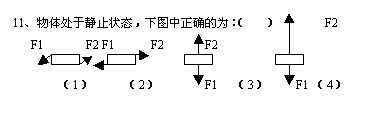 11、物体处于静止状态，下图中正确的为：（　　） F2
F1 F2 F1 F2 F2
（1） （2） F1 （3） F1 （4）